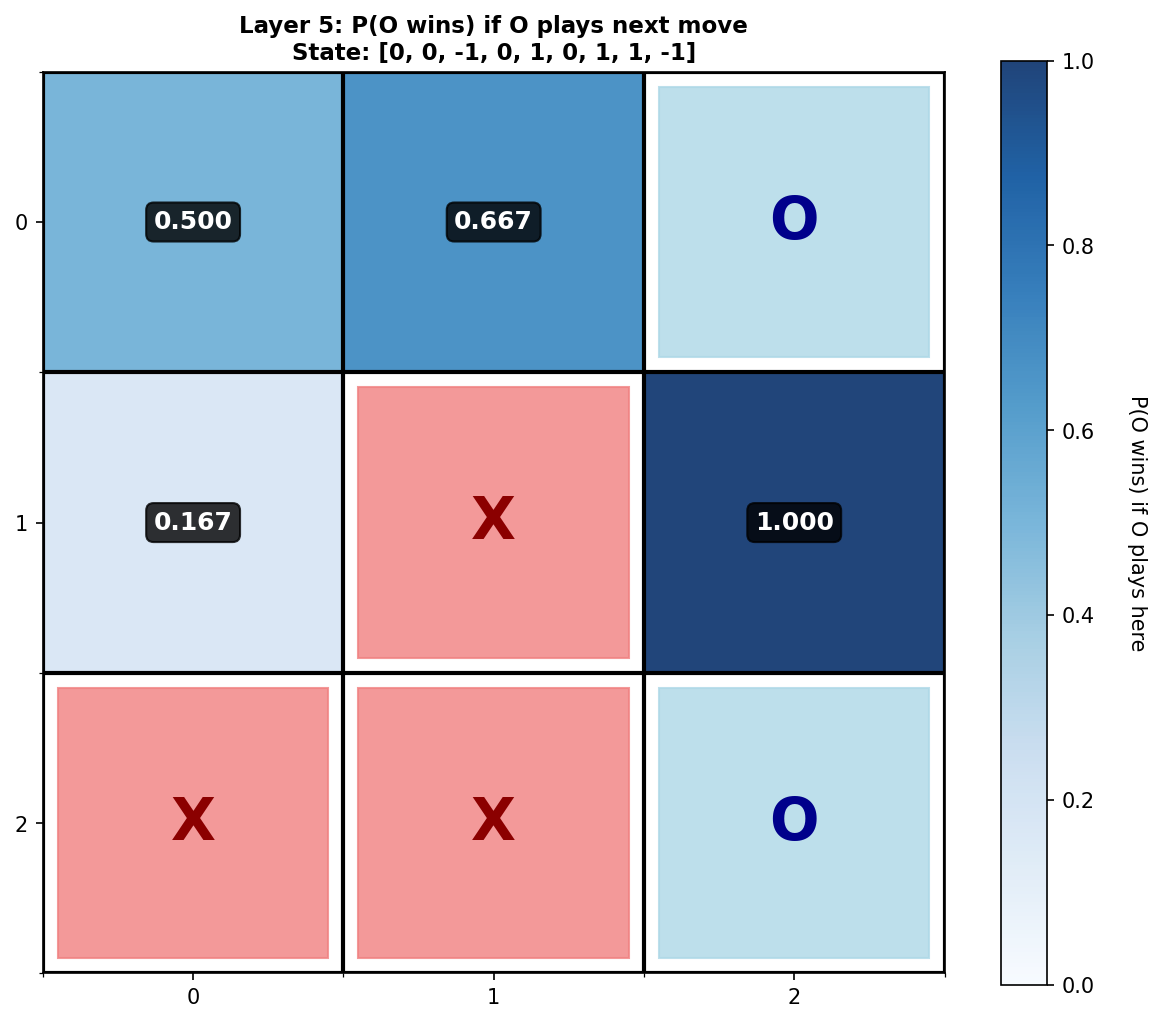 Layer 5: P(O wins) if O plays next move
State: [0, 0, -1, 0, 1, 0, 1, 1, -1]
0
0.500
0.667
O
1
0.167
X
1.000
2
X
X
O
0
1
2
1.0
0.8
0.6
0.4
0.2
0.0
P(O wins) if O plays here